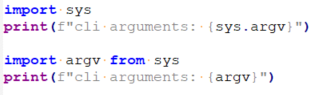 import sys
print(f"cli arguments: {sys.argv}")
import argv from sys
print(f"cli arguments: {argv}")